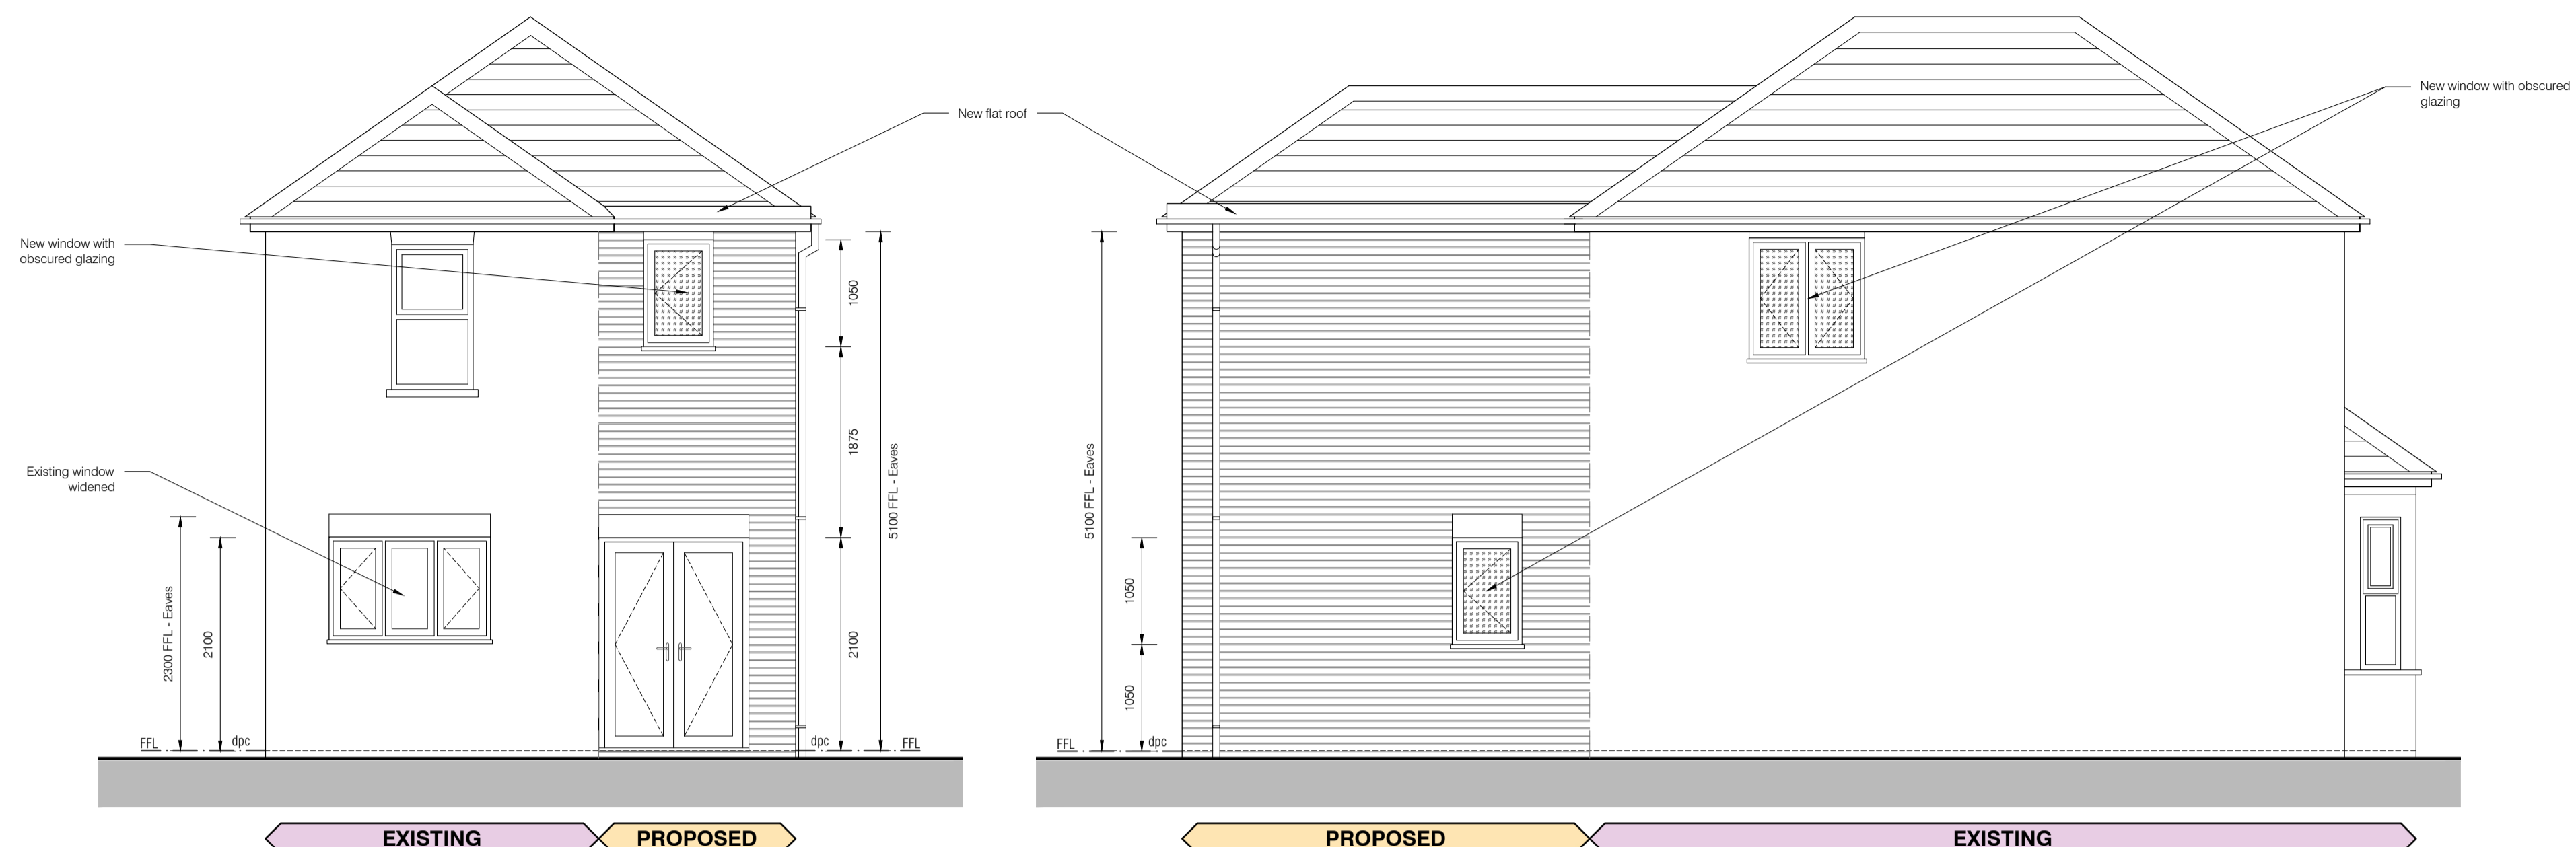 New flat roof
New window with
obscured glazing
Existing window
widened
2300 FFL - Eaves
2100
FFL
dpc
1050
1875
2100
5100 FFL - Eaves
dpc
FFL
EXISTING
PROPOSED
New window with obscured
glazing
5100 FFL - Eaves
1050
1050
FFL
dpc
PROPOSED
EXISTING